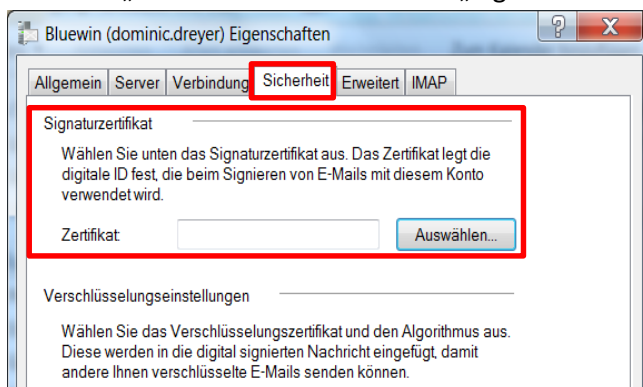 Bluewin (dominic.dreyer) Eigenschaften
Allgemein Server Verbindung Sicherheit Erweitert IMAP
Signaturzertifikat
Wählen Sie unten das Signaturzertifikat aus. Das Zertifikat legt die
digitale ID fest, die beim Signieren von E-Mails mit diesem Konto
verwendet wird.
Zertifikat: Auswählen...
Verschlüsselungseinstellungen
Wählen Sie das Verschlüsselungszertifikat und den Algorithmus aus.
Diese werden in die digital signierten Nachricht eingefügt, damit
andere Ihnen verschlüsselte E-Mails senden können.